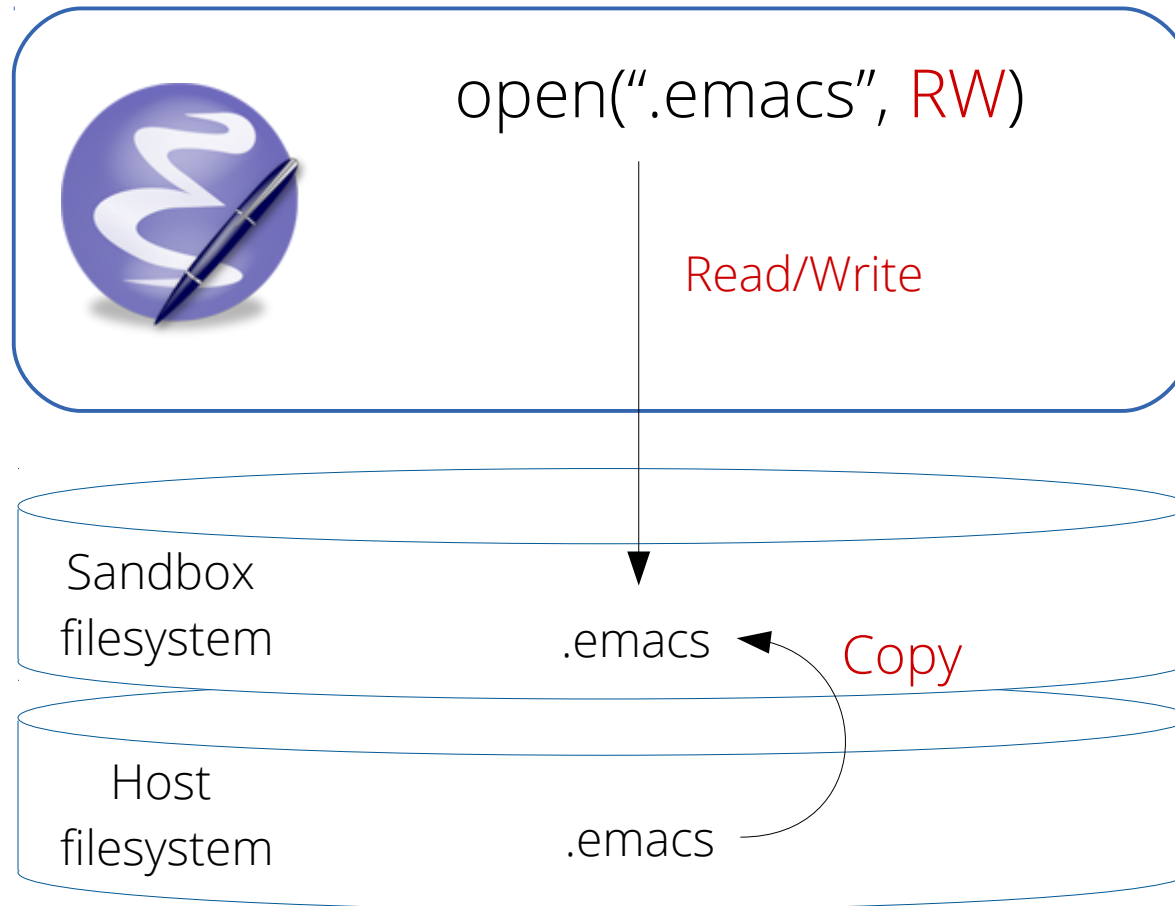 open(“.emacs”, RW)
Read/Write
Sandbox
filesystem
.emacs
Copy
Host
filesystem
.emacs